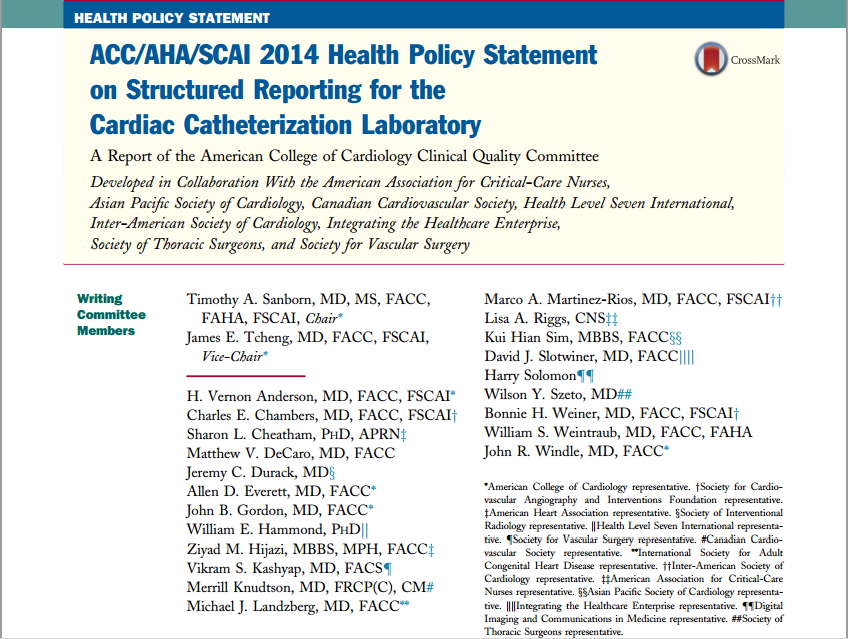 HEALTH POLICY STATEMENT
ACC/AHA/SCAI 2014 Health Policy Statement
on Structured Reporting for the
Cardiac Catheterization Laboratory
CrossMark
A Report of the American College of Cardiology Clinical Quality Committee
Developed in Collaboration With the American Association for Critical-Care Nurses,
Asian Pacific Society of Cardiology, Canadian Cardiovascular Society, Health Level Seven International,
Inter-American Society of Cardiology, Integrating the Healthcare Enterprise,
Society of Thoracic Surgeons, and Society for Vascular Surgery
Writing
Committee
Members
Timothy A. Sanborn, MD, MS, FACC,
FAHA, FSCAI, Chair*
James E. Tcheng, MD, FACC, FSCAI,
Vice-Chair*
H. Vernon Anderson, MD, FACC, FSCAI*
Charles E. Chambers, MD, FACC, FSCAI†
Sharon L. Cheatham, PHD, APRN‡
Matthew V. DeCaro, MD, FACC
Jeremy C. Durack, MD§
Allen D. Everett, MD, FACC*
John B. Gordon, MD, FACC*
William E. Hammond, PHD||
Ziyad M. Hijazi, MBBS, MPH, FACC‡
Vikram S. Kashyap, MD, FACS¶
Merrill Knudtson, MD, FRCP(C), CM#
Michael J. Landzberg, MD, FACC**
Marco A. Martinez-Rios, MD, FACC, FSCAI††
Lisa A. Riggs, CNS‡‡
Kui Hian Sim, MBBS, FACC§§
David J. Slotwiner, MD, FACC||||
Harry Solomon¶¶
Wilson Y. Szeto, MD##
Bonnie H. Weiner, MD, FACC, FSCAI†
William S. Weintraub, MD, FACC, FAHA
John R. Windle, MD, FACC*
*American College of Cardiology representative. †Society for Cardio-
vascular Angiography and Interventions Foundation representative.
‡American Heart Association representative. §Society of Interventional
Radiology representative. ||Health Level Seven International representa-
tive. ¶Society for Vascular Surgery representative. #Canadian Cardio-
vascular Society representative. **International Society for Adult
Congenital Heart Disease representative. ††Inter-American Society of
Cardiology representative. ‡‡American Association for Critical-Care
Nurses representative. §§Asian Pacific Society of Cardiology representa-
tive. ||||Integrating the Healthcare Enterprise representative. ¶¶Digital
Imaging and Communications in Medicine representative. ##Society of
Thoracic Surgeons representative.